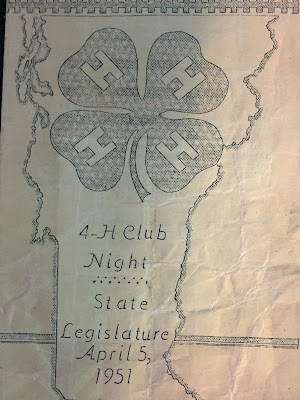 H H
H H
4-H Club
Night
State
Legislature
April 5,
1951